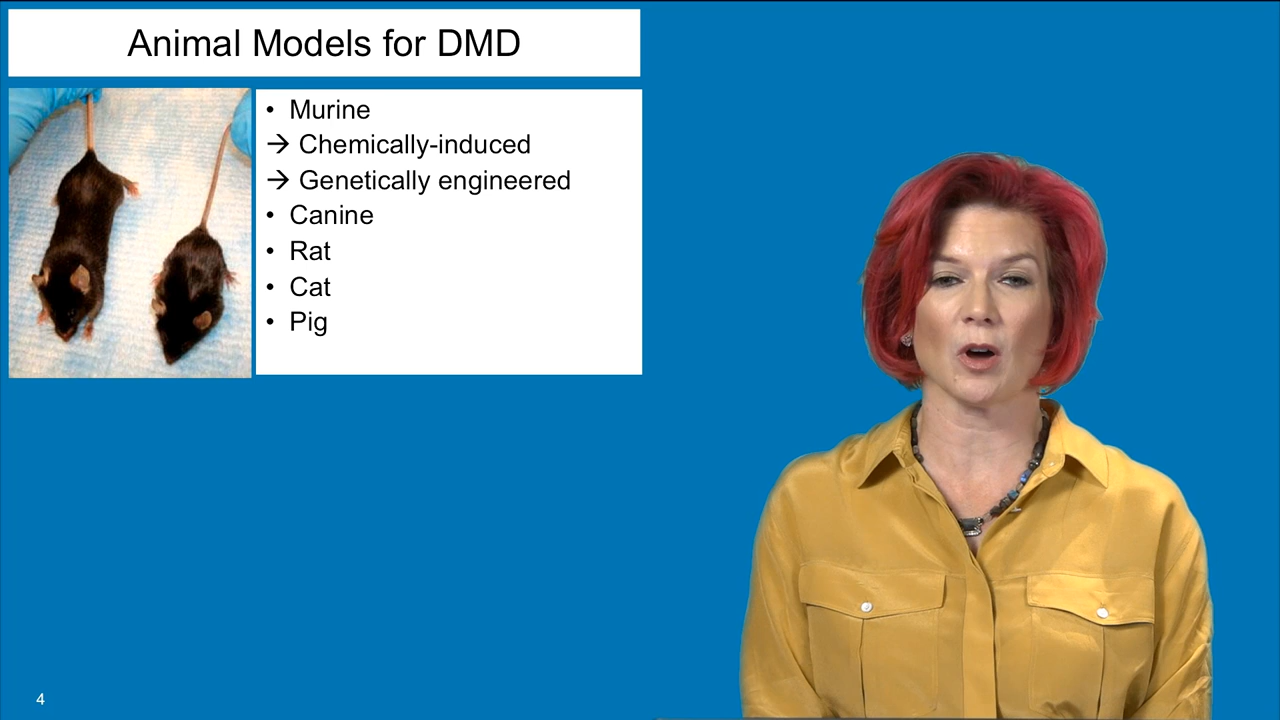 Animal Models for DMD
• Murine
→ Chemically-induced
→ Genetically engineered
• Canine
• Rat
• Cat
• Pig
4